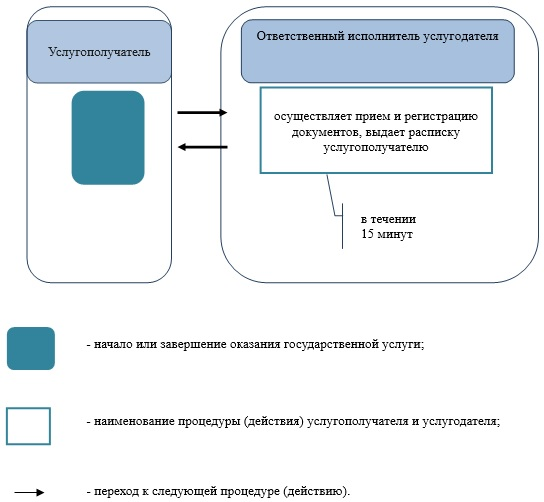 Услугополучатель
Ответственный исполнитель услугодателя
осуществляет прием и регистрацию
документов, выдает расписку
услугополучателю
в течении
15 минут
- начало или завершение оказания государственной услуги;
- наименование процедуры (действия) услугополучателя и услугодателя;
- переход к следующей процедуре (действию).